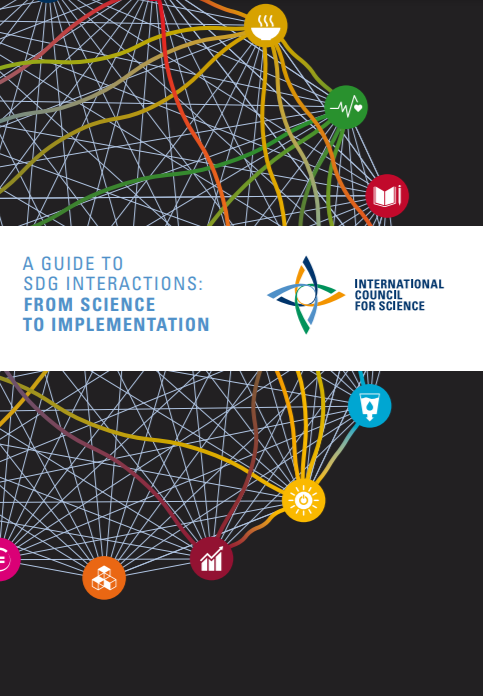 A GUIDE TO
SDG INTERACTIONS:
FROM SCIENCE
TO IMPLEMENTATION
INTERNATIONAL
COUNCIL
FOR SCIENCE